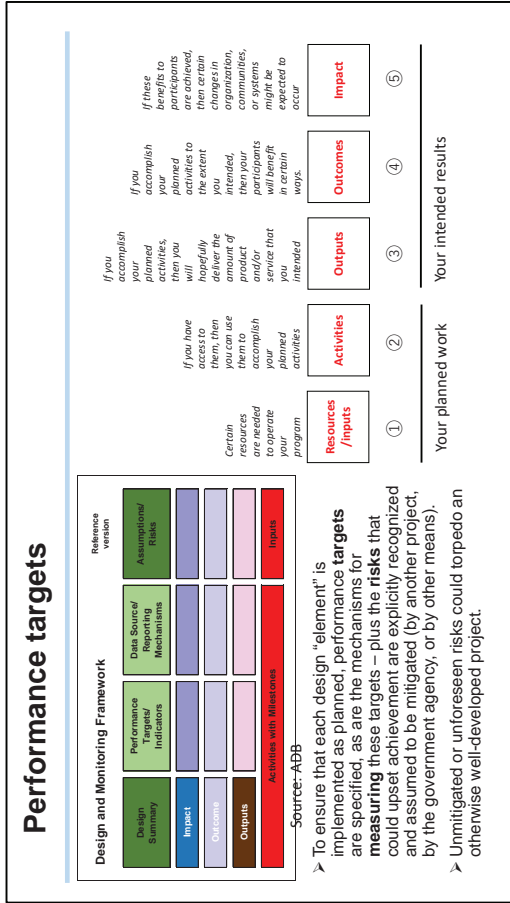 Performance targets
Design and Monitoring Framework
Reference
version
Design
Summary
Performance
Targets/
Indicators
Data Source/
Reporting
Mechanisms
Assumptions/
Risks
Impact
Outcome
Outputs
Activities with Milestones
Inputs
Source: ADB
➢ To ensure that each design “element” is
implemented as planned, performance targets
are specified, as are the mechanisms for
measuring these targets – plus the risks that
could upset achievement are explicitly recognized
and assumed to be mitigated (by another project,
by the government agency, or by other means).
➢ Unmitigated or unforeseen risks could torpedo an
otherwise well-developed project.
Certain
resources
are needed
to operate
your
program
Resources
/inputs
①
If you have
access to
them, then
you can use
them to
accomplish
your
planned
activities
Activities
②
Your planned work
If you
accomplish
your
planned
activities,
then you
will
hopefully
deliver the
amount of
product
and/or
service that
you
intended
Outputs
③
If you
accomplish
your
planned
activities to
the extent
you
intended,
then your
participants
will benefit
in certain
ways.
Outcomes
④
If these
benefits to
participants
are achieved,
then certain
changes in
organization,
communities,
or systems
might be
expected to
occur
Impact
⑤
Your intended results